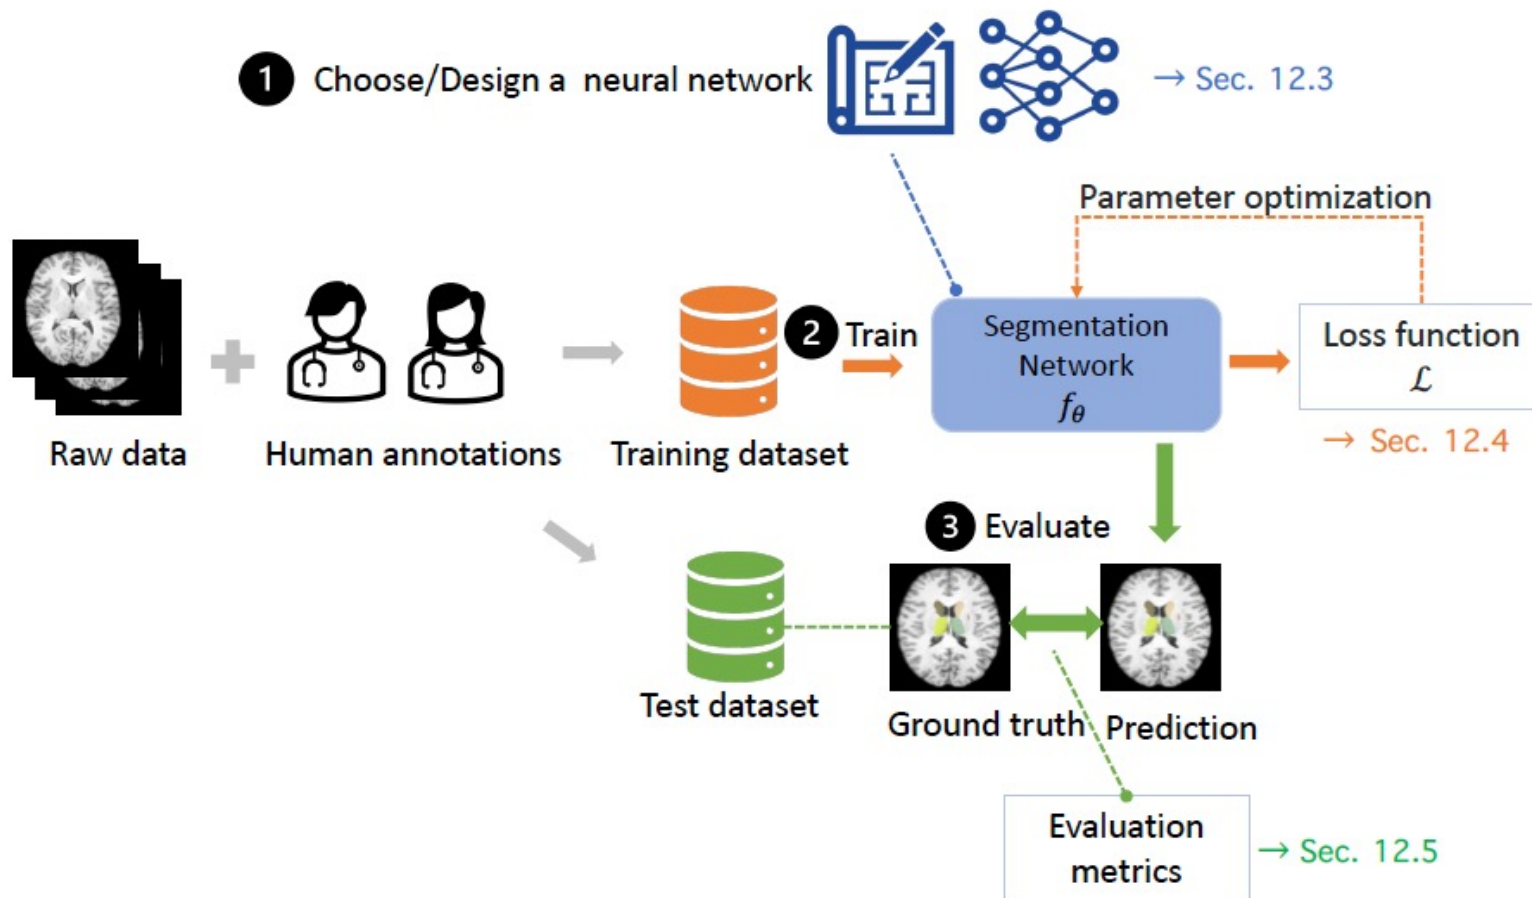 1 Choose/Design a neural network → Sec. 12.3
Parameter optimization
2 Train
Segmentation
Network
fθ
Loss function
ℒ
→ Sec. 12.4
Raw data
Human annotations
Training dataset
3 Evaluate
Test dataset
Ground truth
Prediction
Evaluation
metrics
→ Sec. 12.5